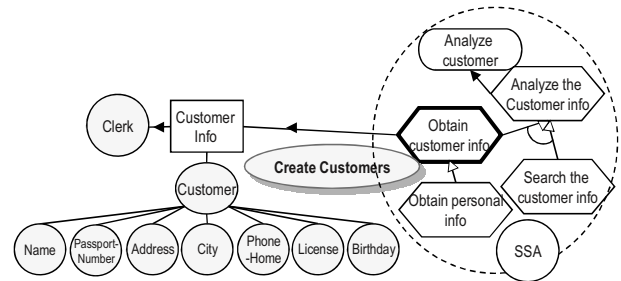 Analyze
customer
Analyze the
Customer info
Clerk
Customer
Info
Obtain
customer info
Create Customers
Customer
Obtain personal
info
Search the
customer info
Name
Passport-
Number
Address
City
Phone
-Home
License
Birthday
SSA